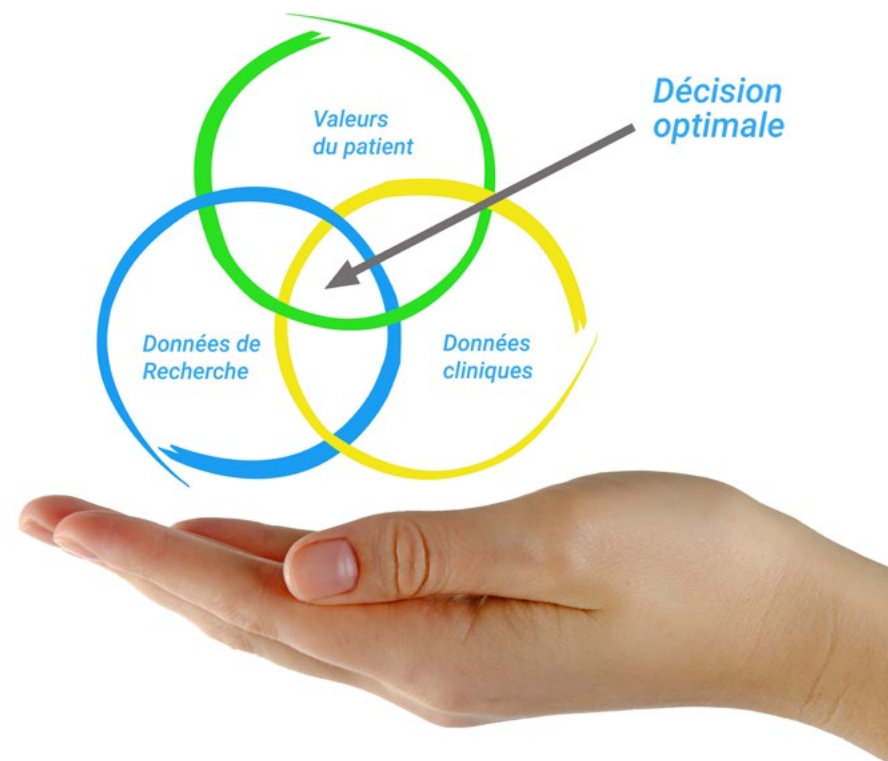 Valeurs
du patient
Décision
optimale
Données de
Recherche
Données
cliniques